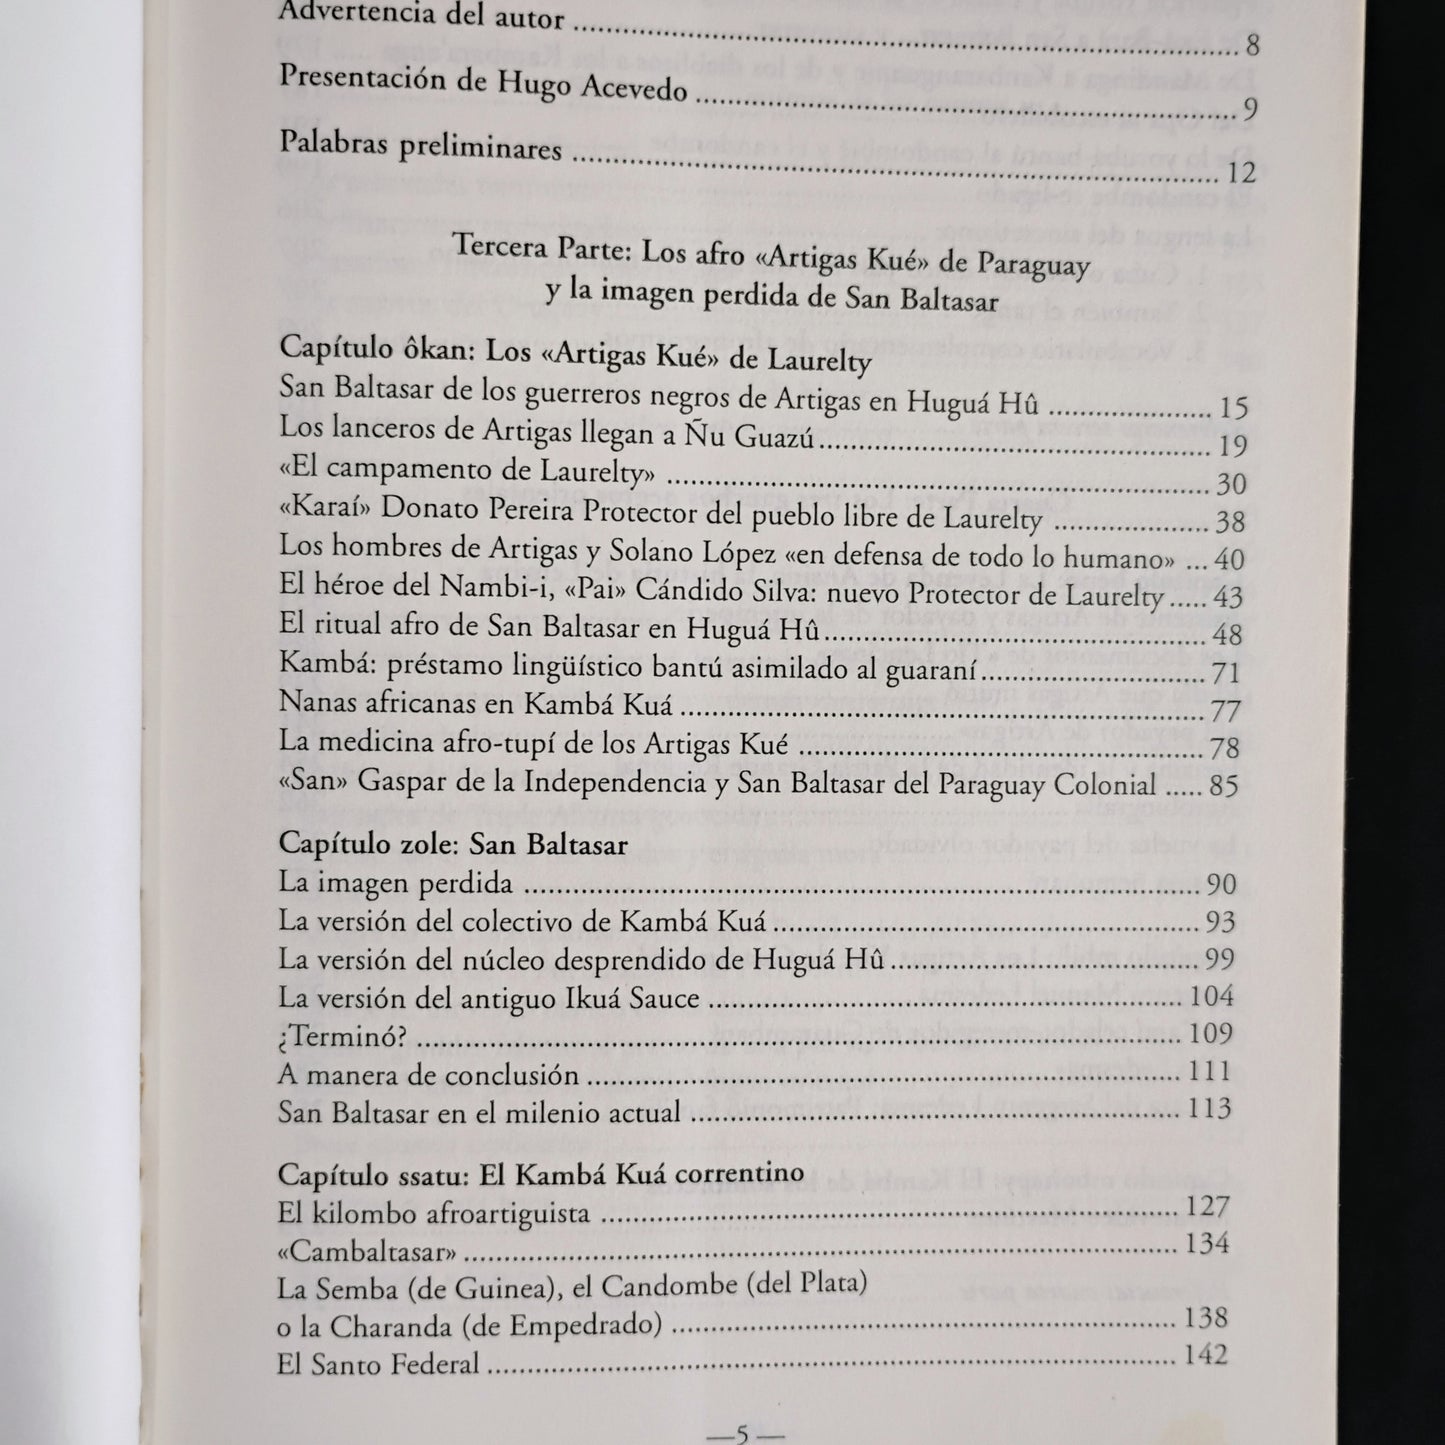 Advertencia del autor ........ 8
Presentación de Hugo Acevedo ........ 9
Palabras preliminares ........ 12
Tercera Parte: Los afro «Artigas Kué» de Paraguay
y la imagen perdida de San Baltasar
Capítulo ôkan: Los «Artigas Kué» de Laurelty
San Baltasar de los guerreros negros de Artigas en Huguá Hû ........ 15
Los lanceros de Artigas llegan a Ñu Guazú ........ 19
«El campamento de Laurelty» ........ 30
«Karaí» Donato Pereira Protector del pueblo libre de Laurelty ........ 38
Los hombres de Artigas y Solano López «en defensa de todo lo humano» ... 40
El héroe del Nambi-i, «Pai» Cándido Silva: nuevo Protector de Laurelty ..... 43
El ritual afro de San Baltasar en Huguá Hû ........ 48
Kambá: préstamo lingüístico bantú asimilado al guaraní ........ 71
Nanas africanas en Kambá Kuá ........ 77
La medicina afro-tupí de los Artigas Kué ........ 78
«San» Gaspar de la Independencia y San Baltasar del Paraguay Colonial ..... 85
Capítulo zole: San Baltasar
La imagen perdida ........ 90
La versión del colectivo de Kambá Kuá ........ 93
La versión del núcleo desprendido de Huguá Hû ........ 99
La versión del antiguo Ikuá Sauce ........ 104
¿Terminó? ........ 109
A manera de conclusión ........ 111
San Baltasar en el milenio actual ........ 113
Capítulo ssatu: El Kambá Kuá correntino
El kilombo afroartiguista ........ 127
«Cambaltasar» ........ 134
La Semba (de Guinea), el Candombe (del Plata)
o la Charanda (de Empedrado) ........ 138
El Santo Federal ........ 142
—5—